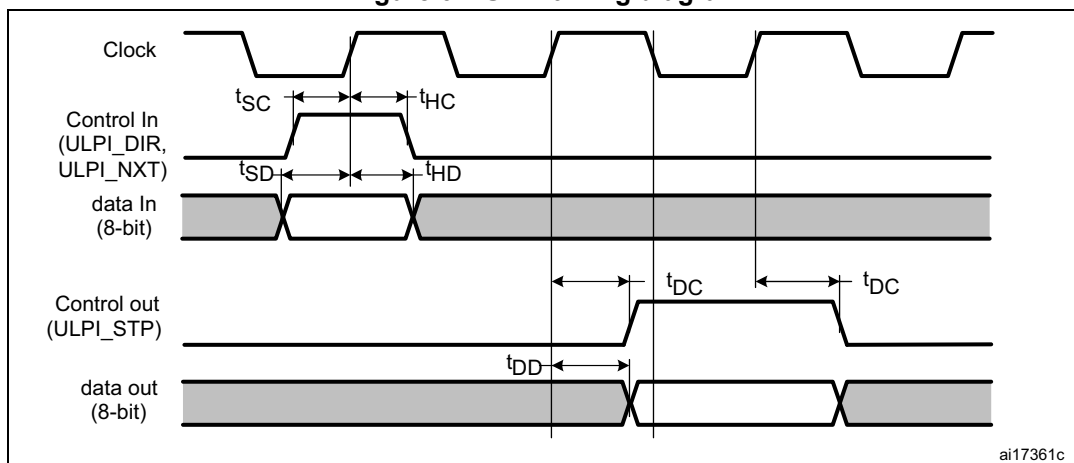 Clock
tSC
tHC
Control In
(ULPI_DIR,
ULPI_NXT)
tSD
tHD
data In
(8-bit)
tDC
tDC
Control out
(ULPI_STP)
tDD
data out
(8-bit)
ai17361c